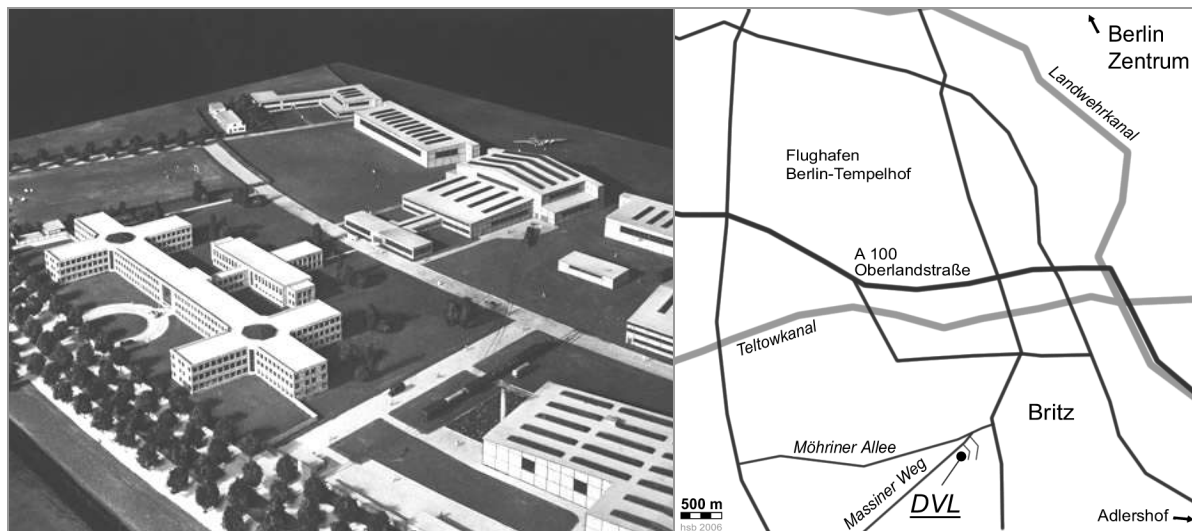 Berlin
Zentrum
Landwehrkanal
Flughafen
Berlin-Tempelhof
A 100
Oberlandstraße
Teltowkanal
Britz
Möhriner Allee
Massiner Weg
DVL
500 m
hsb 2006
Adlershof